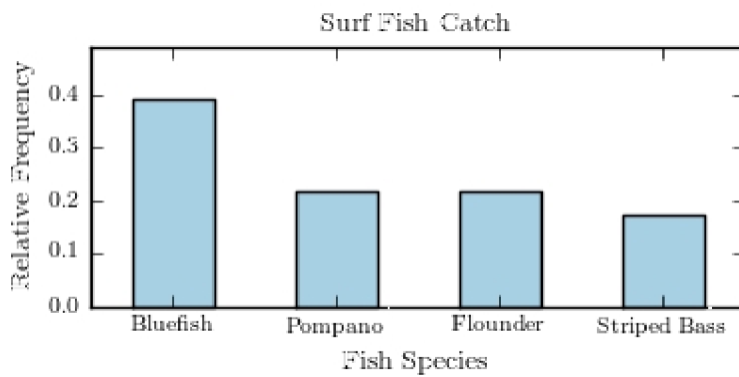 Surf Fish Catch
Relative Frequency
0.4
0.3
0.2
0.1
0.0
Bluefish
Pompano
Flounder
Striped Bass
Fish Species